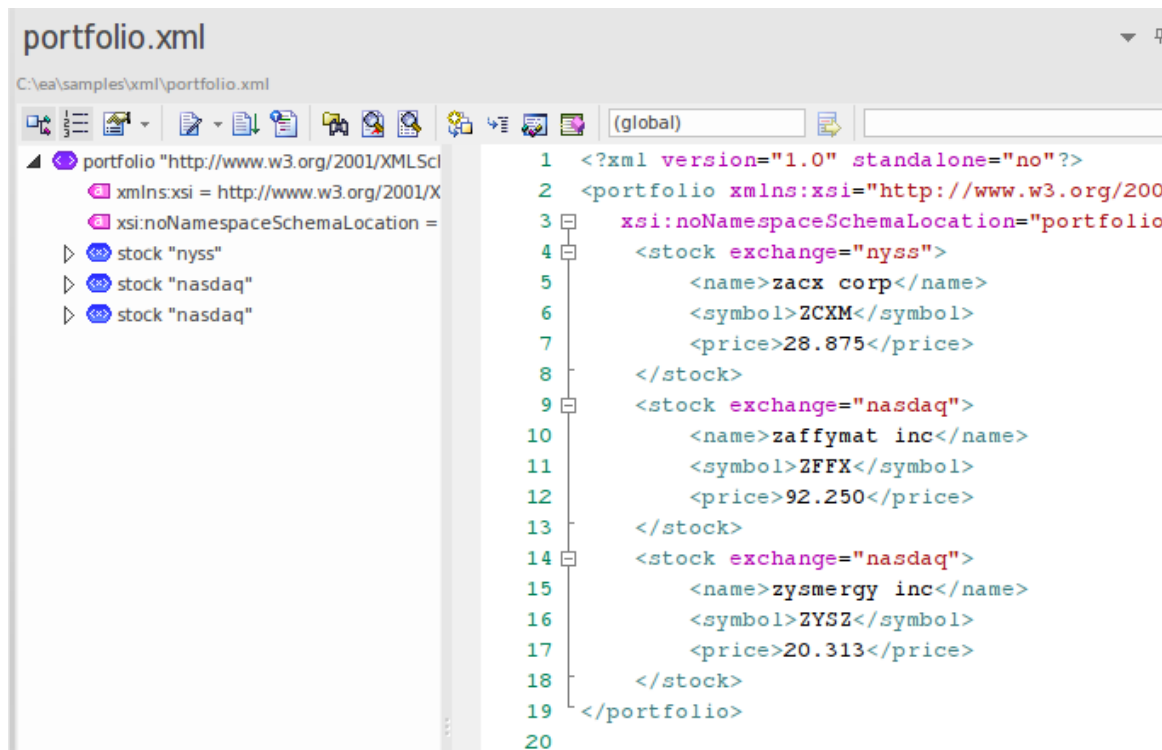 portfolio.xml
C:\ea\samples\xml\portfolio.xml
(global)
portfolio "http://www.w3.org/2001/XMLScl
xmlns:xsi = http://www.w3.org/2001/X
xsi:noNamespaceSchemaLocation =
stock "nyss"
stock "nasdaq"
stock "nasdaq"
1 <?xml version="1.0" standalone="no"?>
2 <portfolio xmlns:xsi="http://www.w3.org/200
3 xsi:noNamespaceSchemaLocation="portfolio
4 <stock exchange="nyss">
5 <name>zacx corp</name>
6 <symbol>ZCXM</symbol>
7 <price>28.875</price>
8 </stock>
9 <stock exchange="nasdaq">
10 <name>zaffymat inc</name>
11 <symbol>ZFFX</symbol>
12 <price>92.250</price>
13 </stock>
14 <stock exchange="nasdaq">
15 <name>zysmergy inc</name>
16 <symbol>ZYSZ</symbol>
17 <price>20.313</price>
18 </stock>
19 </portfolio>
20